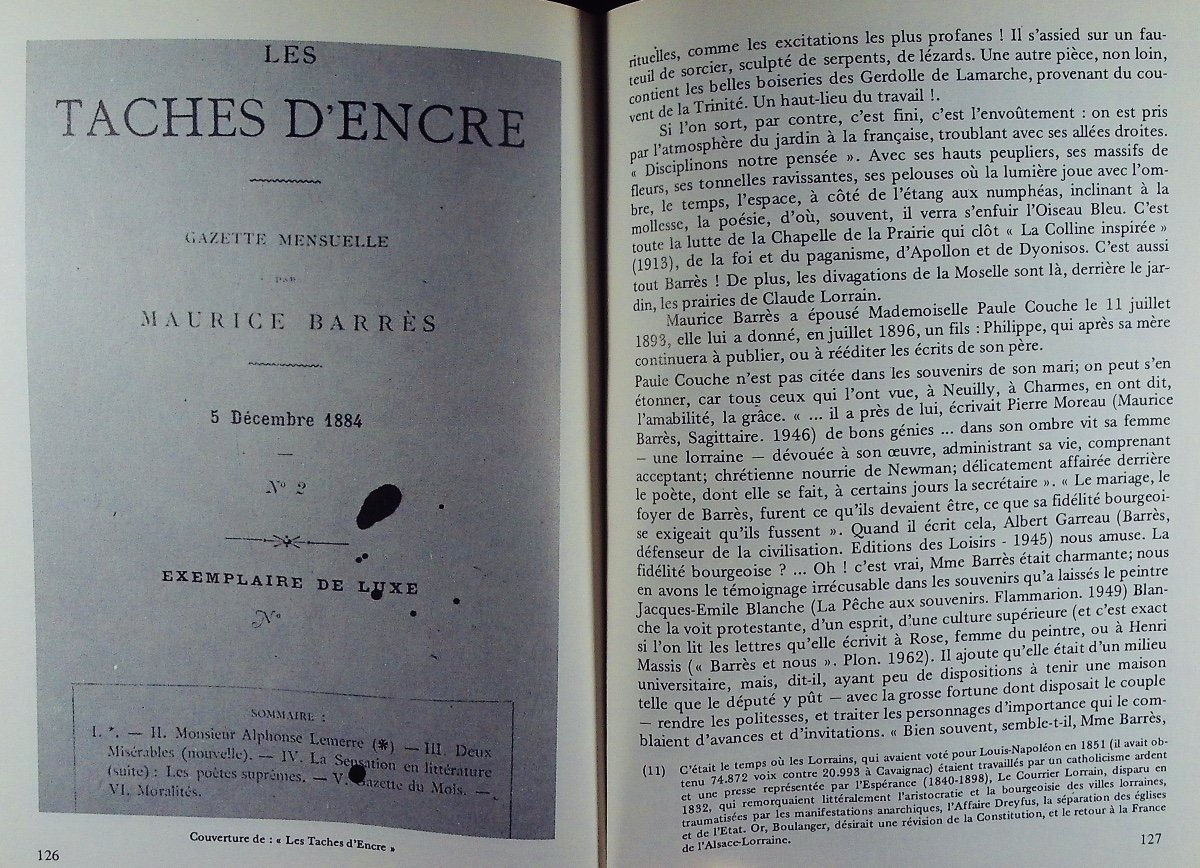 LES
TACHES D'ENCRE
GAZETTE MENSUELLE
PAR
MAURICE BARRÈS
5 Décembre 1884
N° 2
EXEMPLAIRE DE LUXE
N°
SOMMAIRE :
I. *. — II. Monsieur Alphonse Lemerre (*) — III. Deux
Misérables (nouvelle). — IV. La Sensation en littérature
(suite) : Les poètes suprêmes. — V. Gazette du Mois. —
VI. Moralités.
Couverture de : « Les Taches d'Encre »
126
rituelles, comme les excitations les plus profanes ! Il s'assied sur un fau-
teuil de sorcier, sculpté de serpents, de lézards. Une autre pièce, non loin,
contient les belles boiseries des Gerdolle de Lamarche, provenant du cou-
vent de la Trinité. Un haut-lieu du travail !.
Si l'on sort, par contre, c'est fini, c'est l'envoûtement : on est pris
par l'atmosphère du jardin à la française, troublant avec ses allées droites.
« Disciplinons notre pensée ». Avec ses hauts peupliers, ses massifs de
fleurs, ses tonnelles ravissantes, ses pelouses où la lumière joue avec l'om-
bre, le temps, l'espace, à côté de l'étang aux numphéas, inclinant à la
mollesse, la poésie, d'où, souvent, il verra s'enfuir l'Oiseau Bleu. C'est
toute la lutte de la Chapelle de la Prairie qui clôt « La Colline inspirée »
(1913), de la foi et du paganisme, d'Apollon et de Dyonisos. C'est aussi
tout Barrès ! De plus, les divagations de la Moselle sont là, derrière le jar-
din, les prairies de Claude Lorrain.
Maurice Barrès a épousé Mademoiselle Paule Couche le 11 juillet
1893, elle lui a donné, en juillet 1896, un fils : Philippe, qui après sa mère
continuera à publier, ou à rééditer les écrits de son père.
Paule Couche n'est pas citée dans les souvenirs de son mari; on peut s'en
étonner, car tous ceux qui l'ont vue, à Neuilly, à Charmes, en ont dit,
l'amabilité, la grâce. « ... il a près de lui, écrivait Pierre Moreau (Maurice
Barrès, Sagittaire. 1946) de bons génies ... dans son ombre vit sa femme
— une lorraine — dévouée à son œuvre, administrant sa vie, comprenant
acceptant; chrétienne nourrie de Newman; délicatement affairée derrière
le poète, dont elle se fait, à certains jours la secrétaire ». « Le mariage, le
foyer de Barrès, furent ce qu'ils devaient être, ce que sa fidélité bourgeoi-
se exigeait qu'ils fussent ». Quand il écrit cela, Albert Garreau (Barrès,
défenseur de la civilisation. Editions des Loisirs - 1945) nous amuse. La
fidélité bourgeoise ? ... Oh ! c'est vrai, Mme Barrès était charmante; nous
en avons le témoignage irrécusable dans les souvenirs qu'a laissés le peintre
Jacques-Emile Blanche (La Pêche aux souvenirs. Flammarion. 1949) Blan-
che la voit protestante, d'un esprit, d'une culture supérieure (et c'est exact
si l'on lit les lettres qu'elle écrivit à Rose, femme du peintre, ou à Henri
Massis (« Barrès et nous ». Plon. 1962). Il ajoute qu'elle était d'un milieu
universitaire, mais, dit-il, ayant peu de dispositions à tenir une maison
telle que le député y pût — avec la grosse fortune dont disposait le couple
— rendre les politesses, et traiter les personnages d'importance qui le com-
blaient d'avances et d'invitations. « Bien souvent, semble-t-il, Mme Barrès,
(11) C'était le temps où les Lorrains, qui avaient voté pour Louis-Napoléon en 1851 (il avait ob-
tenu 74.872 voix contre 20.993 à Cavaignac) étaient travaillés par un catholicisme ardent
et une presse représentée par l'Espérance (1840-1898), Le Courrier Lorrain, disparu en
1892, qui remorquaient littéralement l'aristocratie et la bourgeoisie des villes lorraines,
traumatisées par les manifestations anarchiques, l'Affaire Dreyfus, la séparation des églises
et de l'Etat. Or, Boulanger, désirait une révision de la Constitution, et le retour à la France
de l'Alsace-Lorraine.
127